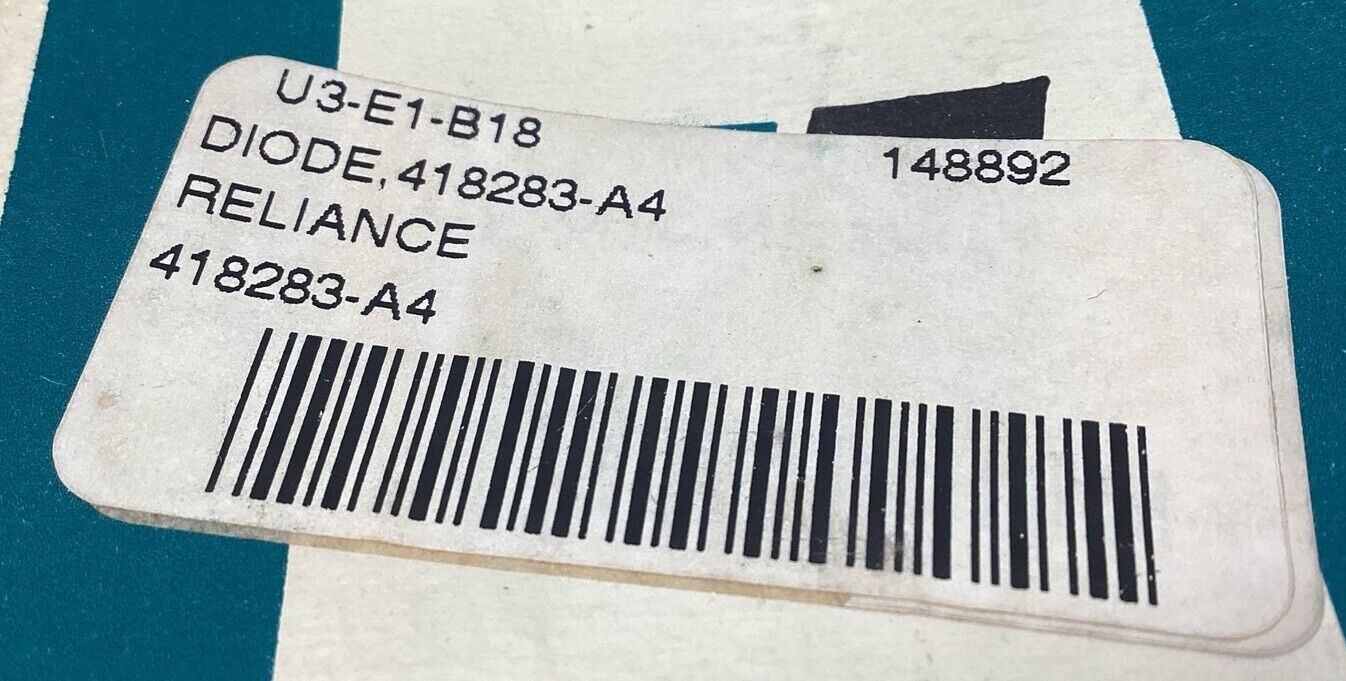 U3-E1-B18
148892
DIODE,418283-A4
RELIANCE
418283-A4